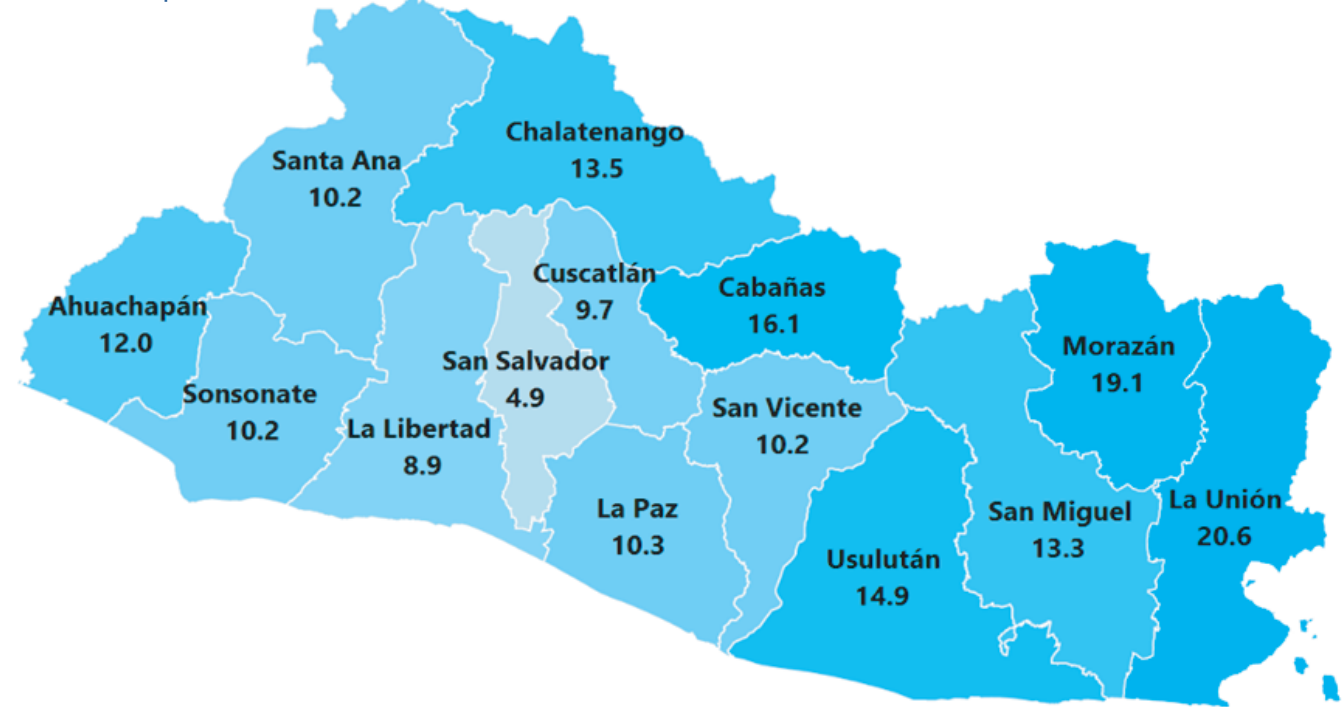 Chalatenango
13.5
Santa Ana
10.2
Cuscatlán
9.7
Cabañas
16.1
Ahuachapán
12.0
Morazán
19.1
San Salvador
4.9
Sonsonate
10.2
San Vicente
10.2
La Libertad
8.9
La Unión
20.6
La Paz
10.3
San Miguel
13.3
Usulután
14.9